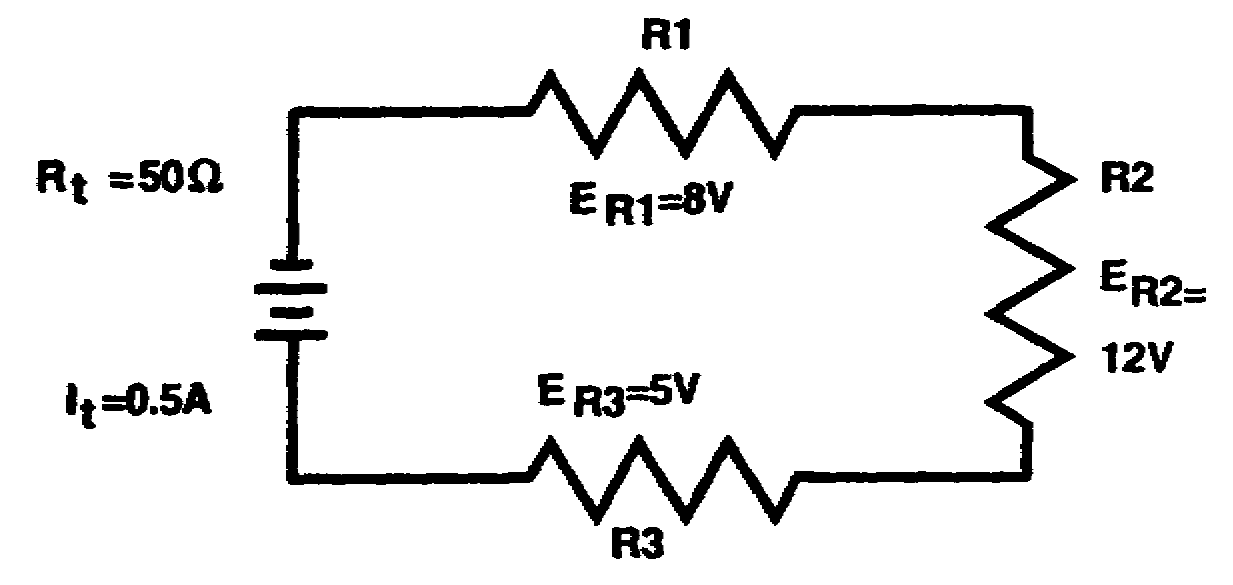 R1
Rt =50Ω
ER1=8V
R2
ER2=
12V
It=0.5A
ER3=5V
R3